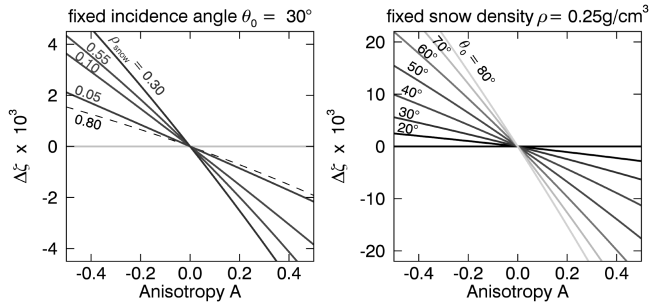 fixed incidence angle θ₀ = 30°
4
2
0
-2
-4
Δζ x 10³
ρsnow = 0.30
0.55
0.10
0.05
0.80
-0.4 -0.2 0.0 0.2 0.4
Anisotropy A
fixed snow density ρ = 0.25g/cm³
20
10
0
-10
-20
Δζ x 10³
θ₀ = 80°
70°
60°
50°
40°
30°
20°
-0.4 -0.2 0.0 0.2 0.4
Anisotropy A